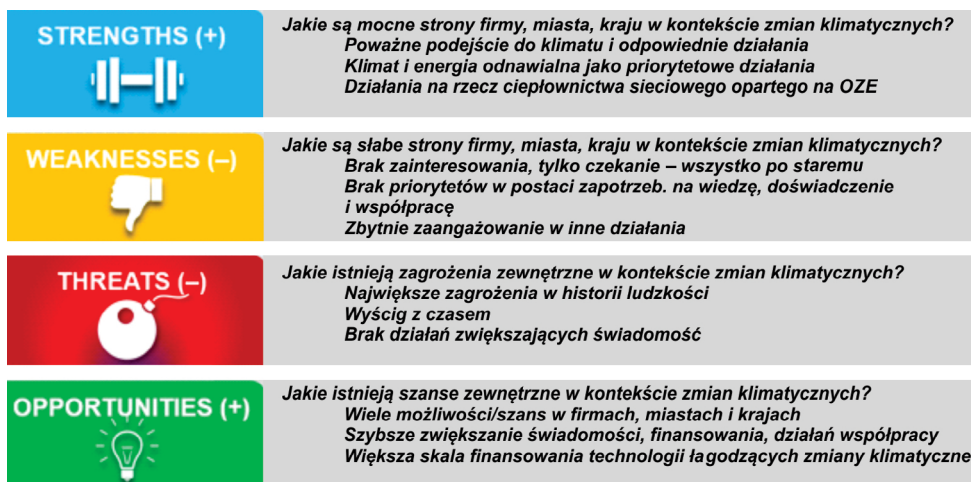 STRENGTHS (+)
Jakie są mocne strony firmy, miasta, kraju w kontekście zmian klimatycznych?
Poważne podejście do klimatu i odpowiednie działania
Klimat i energia odnawialna jako priorytetowe działania
Działania na rzecz ciepłownictwa sieciowego opartego na OZE
WEAKNESSES (–)
Jakie są słabe strony firmy, miasta, kraju w kontekście zmian klimatycznych?
Brak zainteresowania, tylko czekanie – wszystko po staremu
Brak priorytetów w postaci zapotrzeb. na wiedzę, doświadczenie
i współpracę
Zbytnie zaangażowanie w inne działania
THREATS (–)
Jakie istnieją zagrożenia zewnętrzne w kontekście zmian klimatycznych?
Największe zagrożenia w historii ludzkości
Wyścig z czasem
Brak działań zwiększających świadomość
OPPORTUNITIES (+)
Jakie istnieją szanse zewnętrzne w kontekście zmian klimatycznych?
Wiele możliwości/szans w firmach, miastach i krajach
Szybsze zwiększanie świadomości, finansowania, działań współpracy
Większa skala finansowania technologii łagodzących zmiany klimatyczne